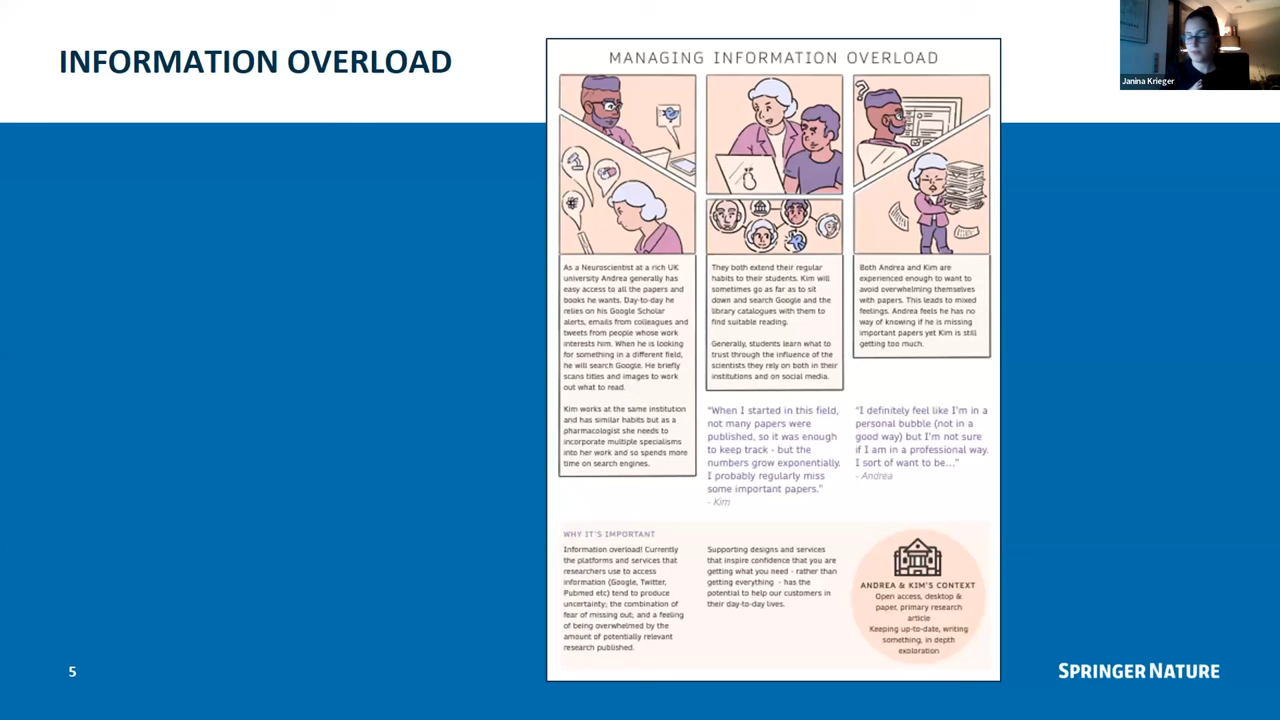 INFORMATION OVERLOAD
Janina Krieger
MANAGING INFORMATION OVERLOAD
?
As a Neuroscientist at a rich UK
university Andrea generally has
easy access to all the papers and
books he wants. Day-to-day he
relies on his Google Scholar
alerts, emails from colleagues and
tweets from people whose work
interests him. When he is looking
for something in a different field,
he will search Google. He briefly
scans titles and images to work
out what to read.
Kim works at the same institution
and has similar habits but as a
pharmacologist she needs to
incorporate multiple specialisms
into her work and so spends more
time on search engines.
They both extend their regular
habits to their students. Kim will
sometimes go as far as to sit
down and search Google and the
library catalogues with them to
find suitable reading.
Generally, students learn what to
trust through the influence of the
scientists they rely on both in their
institutions and on social media.
"When I started in this field,
not many papers were
published, so it was enough
to keep track - but the
numbers grow exponentially.
I probably regularly miss
some important papers."
- Kim
Both Andrea and Kim are
experienced enough to want to
avoid overwhelming themselves
with papers. This leads to mixed
feelings. Andrea feels he has no
way of knowing if he is missing
important papers yet Kim is still
getting too much.
"I definitely feel like I'm in a
personal bubble (not in a
good way) but I'm not sure
if I am in a professional way.
I sort of want to be..."
- Andrea
WHY IT'S IMPORTANT
Information overload! Currently
the platforms and services that
researchers use to access
information (Google, Twitter,
Pubmed etc) tend to produce
uncertainty; the combination of
fear of missing out; and a feeling
of being overwhelmed by the
amount of potentially relevant
research published.
Supporting designs and services
that inspire confidence that you are
getting what you need - rather than
getting everything - has the
potential to help our customers in
their day-to-day lives.
ANDREA & KIM'S CONTEXT
Open access, desktop &
paper, primary research
article
Keeping up-to-date, writing
something, in depth
exploration
5
SPRINGER NATURE